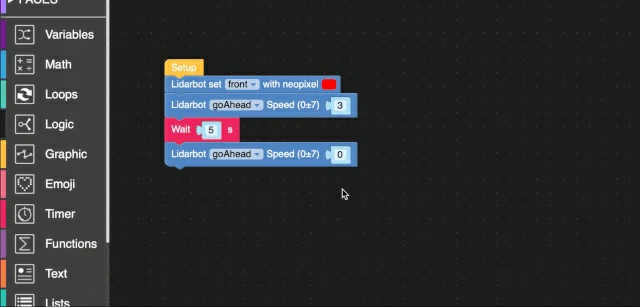 PAGES
Variables
Math
Loops
Logic
Graphic
Emoji
Timer
Functions
Text
Lists
Setup
Lidarbot set front with neopixel
Lidarbot goAhead Speed (0±7) 3
Wait 5 s
Lidarbot goAhead Speed (0±7) 0